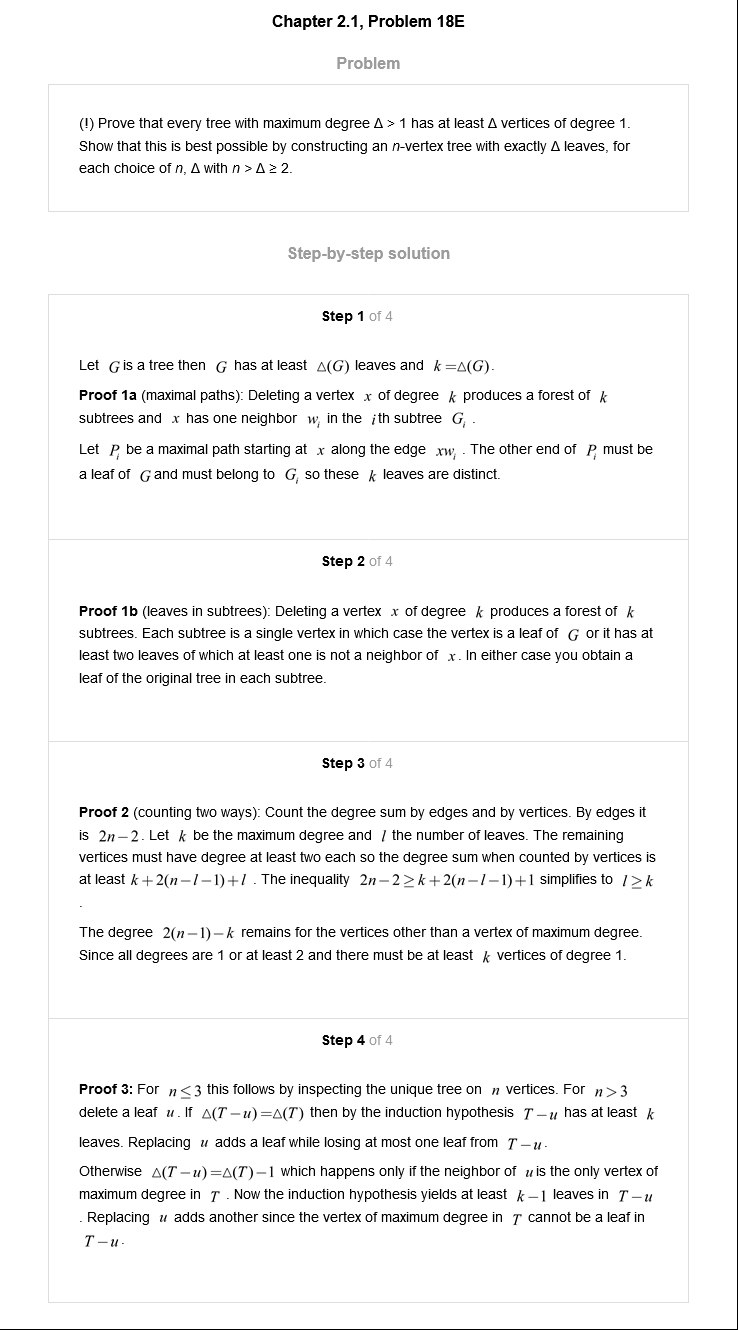 Chapter 2.1, Problem 18E
Problem
(!) Prove that every tree with maximum degree Δ > 1 has at least Δ vertices of degree 1.
Show that this is best possible by constructing an n-vertex tree with exactly Δ leaves, for
each choice of n, Δ with n > Δ ≥ 2.
Step-by-step solution
Step 1 of 4
Let G is a tree then G has at least △(G) leaves and k=△(G).
Proof 1a (maximal paths): Deleting a vertex x of degree k produces a forest of k
subtrees and x has one neighbor w_i in the ith subtree G_i .
Let P_i be a maximal path starting at x along the edge xw_i . The other end of P_i must be
a leaf of G and must belong to G_i so these k leaves are distinct.
Step 2 of 4
Proof 1b (leaves in subtrees): Deleting a vertex x of degree k produces a forest of k
subtrees. Each subtree is a single vertex in which case the vertex is a leaf of G or it has at
least two leaves of which at least one is not a neighbor of x. In either case you obtain a
leaf of the original tree in each subtree.
Step 3 of 4
Proof 2 (counting two ways): Count the degree sum by edges and by vertices. By edges it
is 2n−2. Let k be the maximum degree and l the number of leaves. The remaining
vertices must have degree at least two each so the degree sum when counted by vertices is
at least k+2(n−l−1)+l . The inequality 2n−2≥k+2(n−l−1)+1 simplifies to l≥k
.
The degree 2(n−1)−k remains for the vertices other than a vertex of maximum degree.
Since all degrees are 1 or at least 2 and there must be at least k vertices of degree 1.
Step 4 of 4
Proof 3: For n≤3 this follows by inspecting the unique tree on n vertices. For n>3
delete a leaf u. If △(T−u)=△(T) then by the induction hypothesis T−u has at least k
leaves. Replacing u adds a leaf while losing at most one leaf from T−u.
Otherwise △(T−u)=△(T)−1 which happens only if the neighbor of u is the only vertex of
maximum degree in T . Now the induction hypothesis yields at least k−1 leaves in T−u
. Replacing u adds another since the vertex of maximum degree in T cannot be a leaf in
T−u.